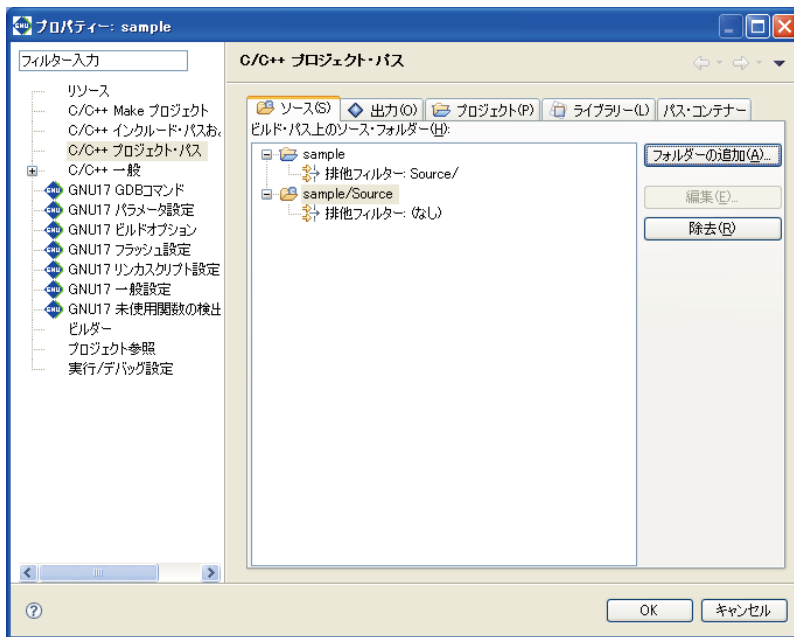 プロパティー: sample
フィルター入力
リソース
C/C++ Make プロジェクト
C/C++ インクルード・パスお。
C/C++ プロジェクト・パス
C/C++ 一般
GNU17 GDBコマンド
GNU17 パラメータ設定
GNU17 ビルドオプション
GNU17 フラッシュ設定
GNU17 リンカスクリプト設定
GNU17 一般設定
GNU17 未使用関数の検出
ビルダー
プロジェクト参照
実行/デバッグ設定
C/C++ プロジェクト・パス
ソース(S) 出力(O) プロジェクト(P) ライブラリー(L) パス・コンテナー
ビルド・パス上のソース・フォルダー(H):
sample
排他フィルター: Source/
sample/Source
排他フィルター: (なし)
フォルダーの追加(A)...
編集(E)...
除去(R)
OK キャンセル